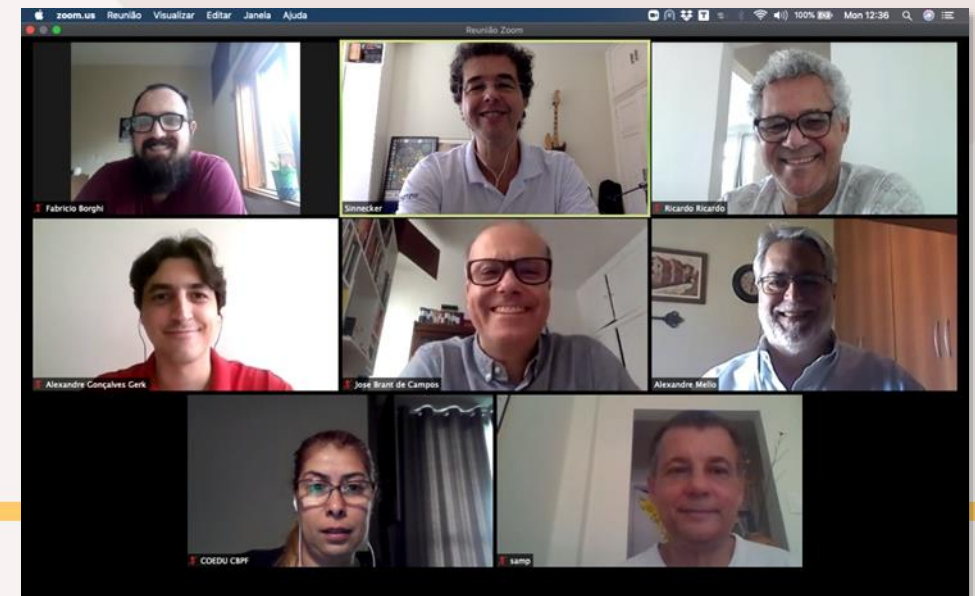 zoom.us Reunião Visualizar Editar Janela Ajuda 100% Mon 12:36
Reunião Zoom
Fabricio Borghi
Sinnecker
Ricardo Ricardo
Alexandre Gonçalves Gerk
Jose Brant de Campos
Alexandre Mello
COEDU CBPF
samp